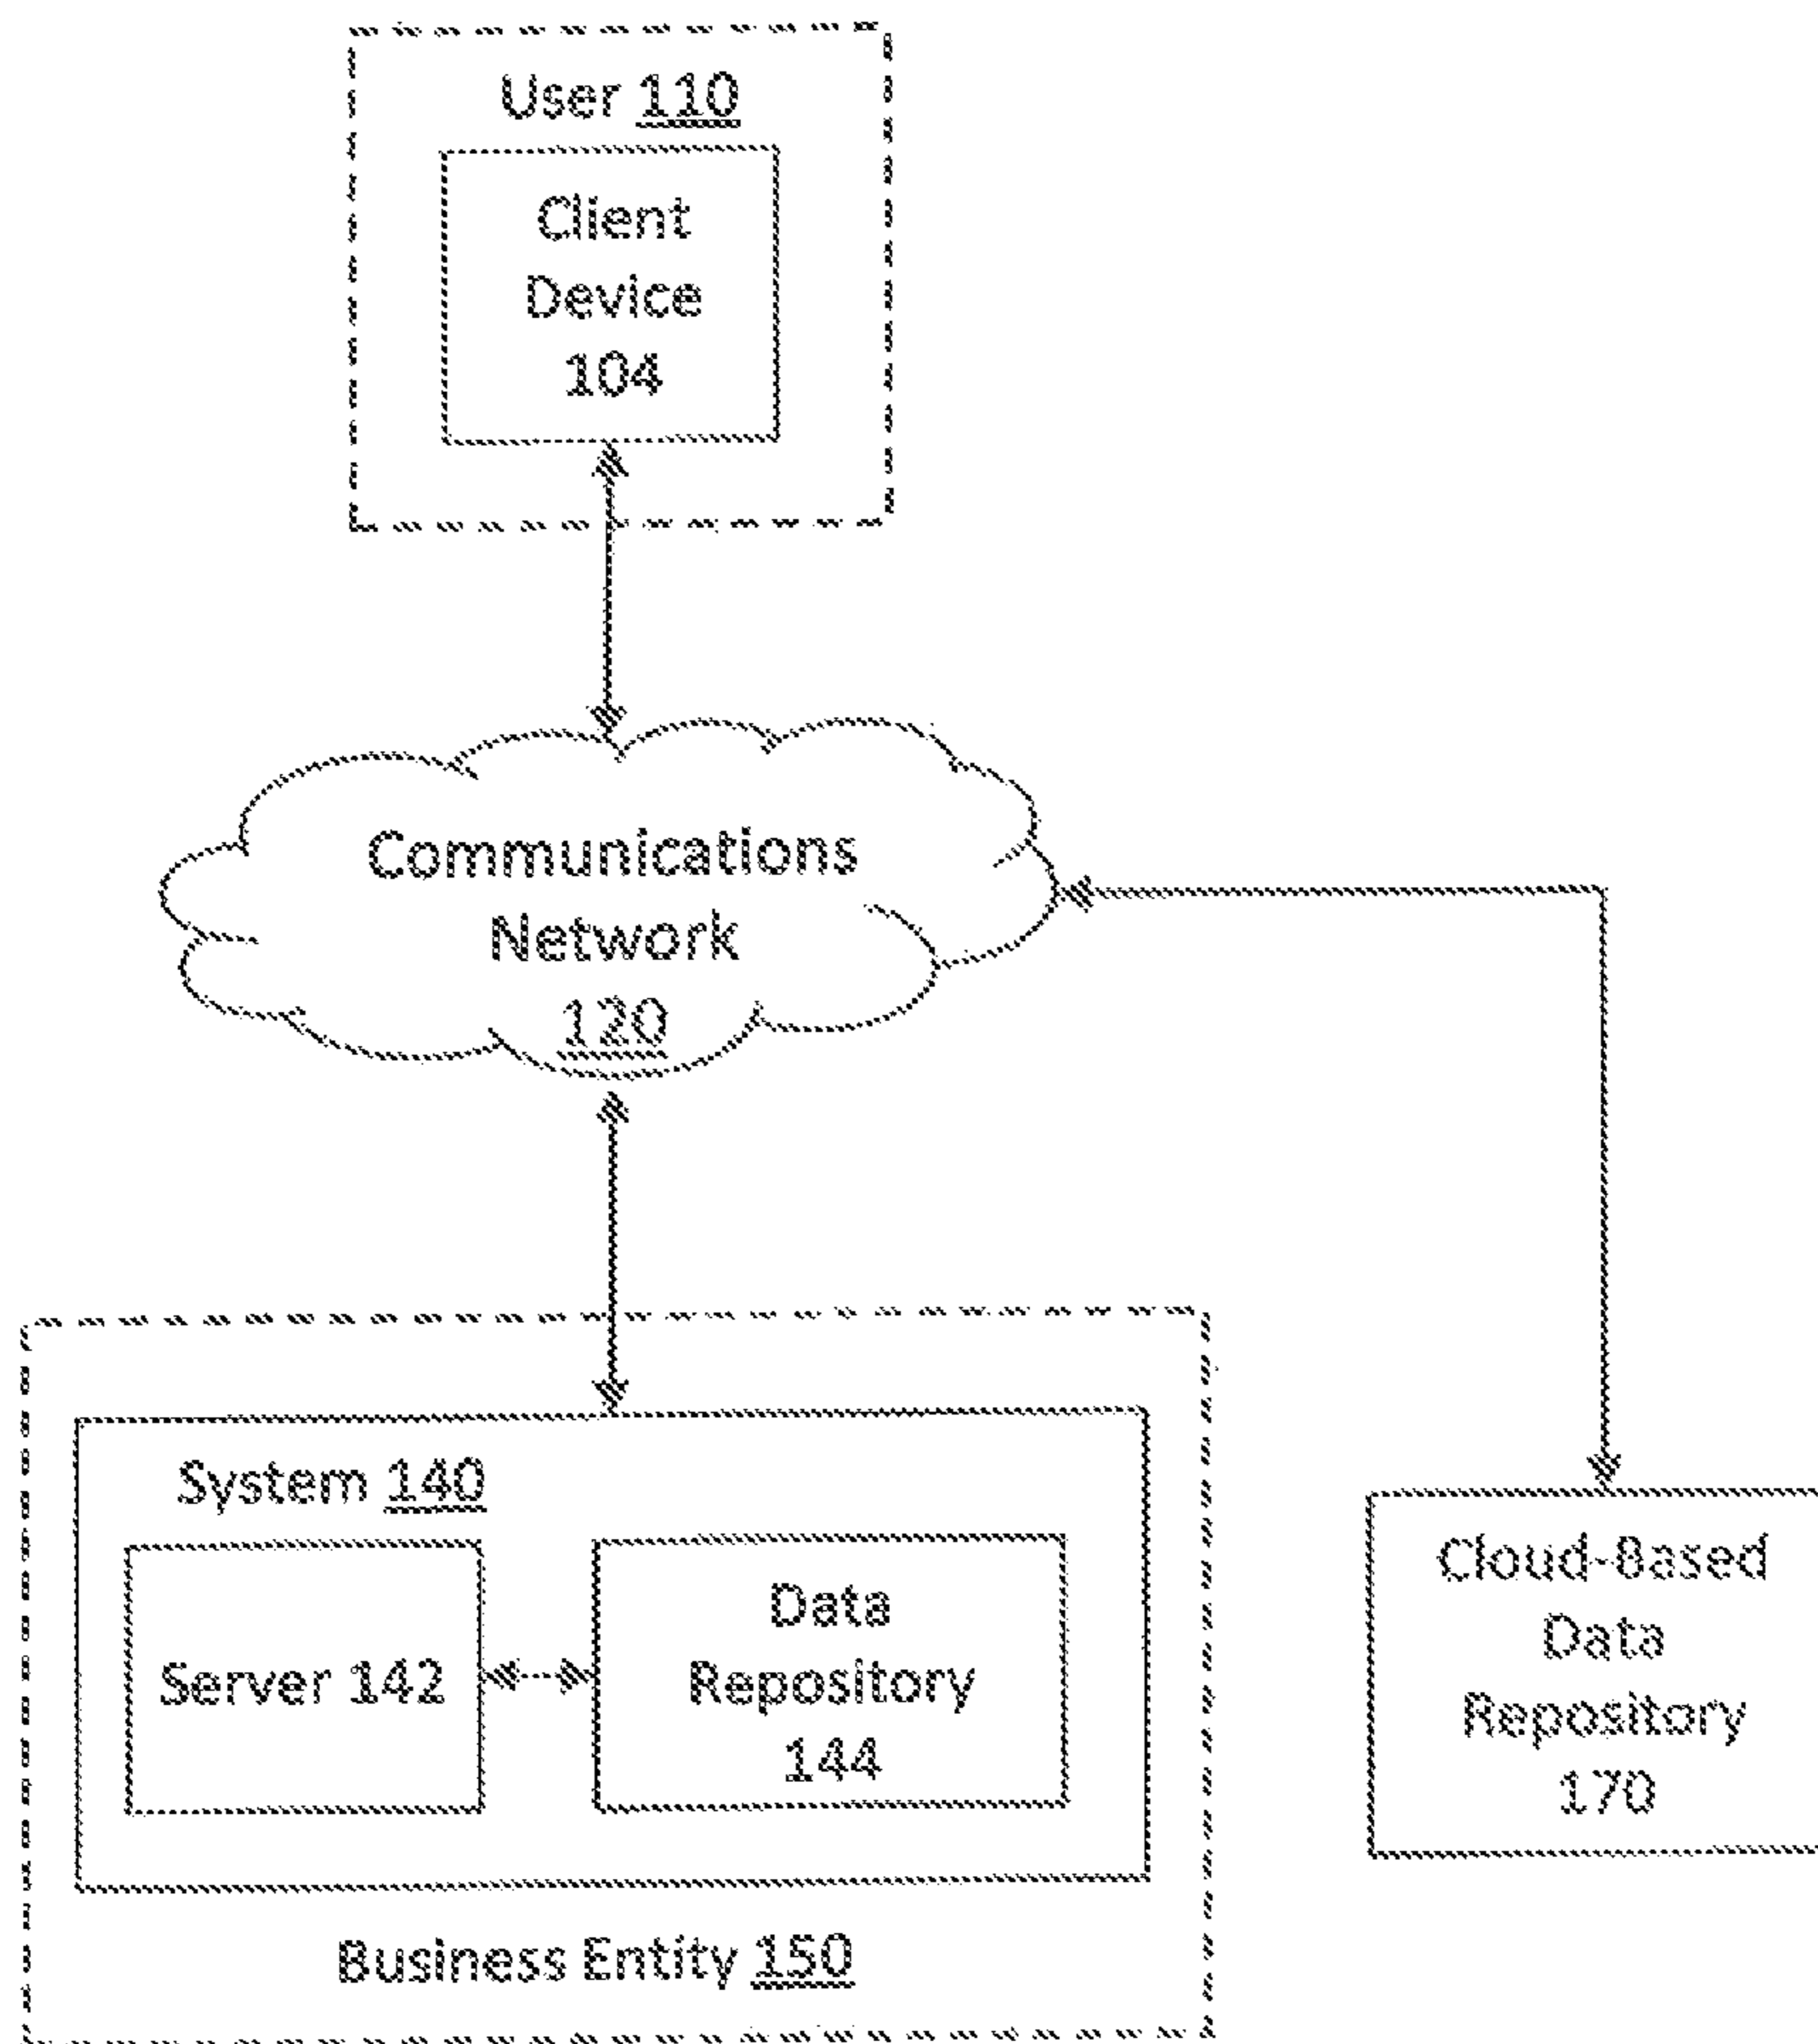 User 110
Client
Device
104
Communications
Network
120
System 140
Server 142
Data
Repository
144
Business Entity 150
Cloud-Based
Data
Repository
170